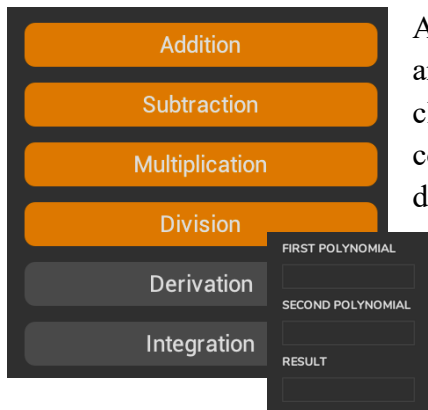 Addition
Subtraction
Multiplication
Division
Derivation
Integration
FIRST POLYNOMIAL
SECOND POLYNOMIAL
RESULT